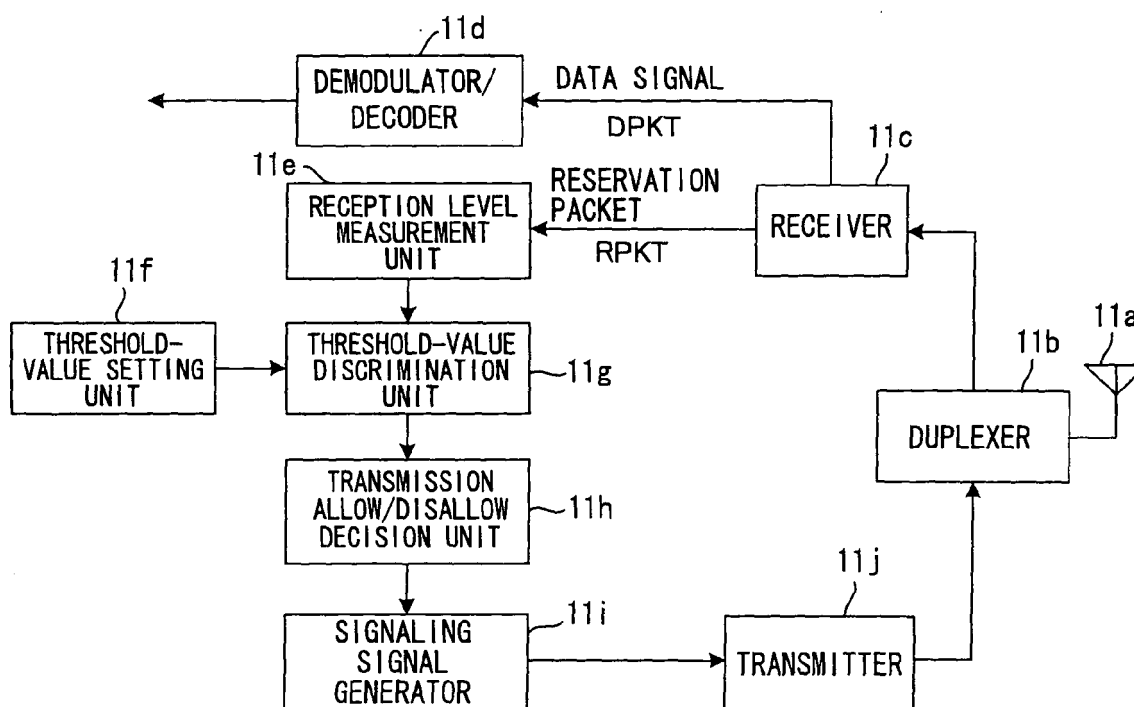 11d
DEMODULATOR/
DECODER
DATA SIGNAL
DPKT
11c
RECEIVER
11e
RECEPTION LEVEL
MEASUREMENT
UNIT
RESERVATION
PACKET
RPKT
11f
THRESHOLD-
VALUE SETTING
UNIT
THRESHOLD-VALUE
DISCRIMINATION
UNIT
11g
11a
11b
DUPLEXER
TRANSMISSION
ALLOW/DISALLOW
DECISION UNIT
11h
11i
SIGNALING
SIGNAL
GENERATOR
11j
TRANSMITTER